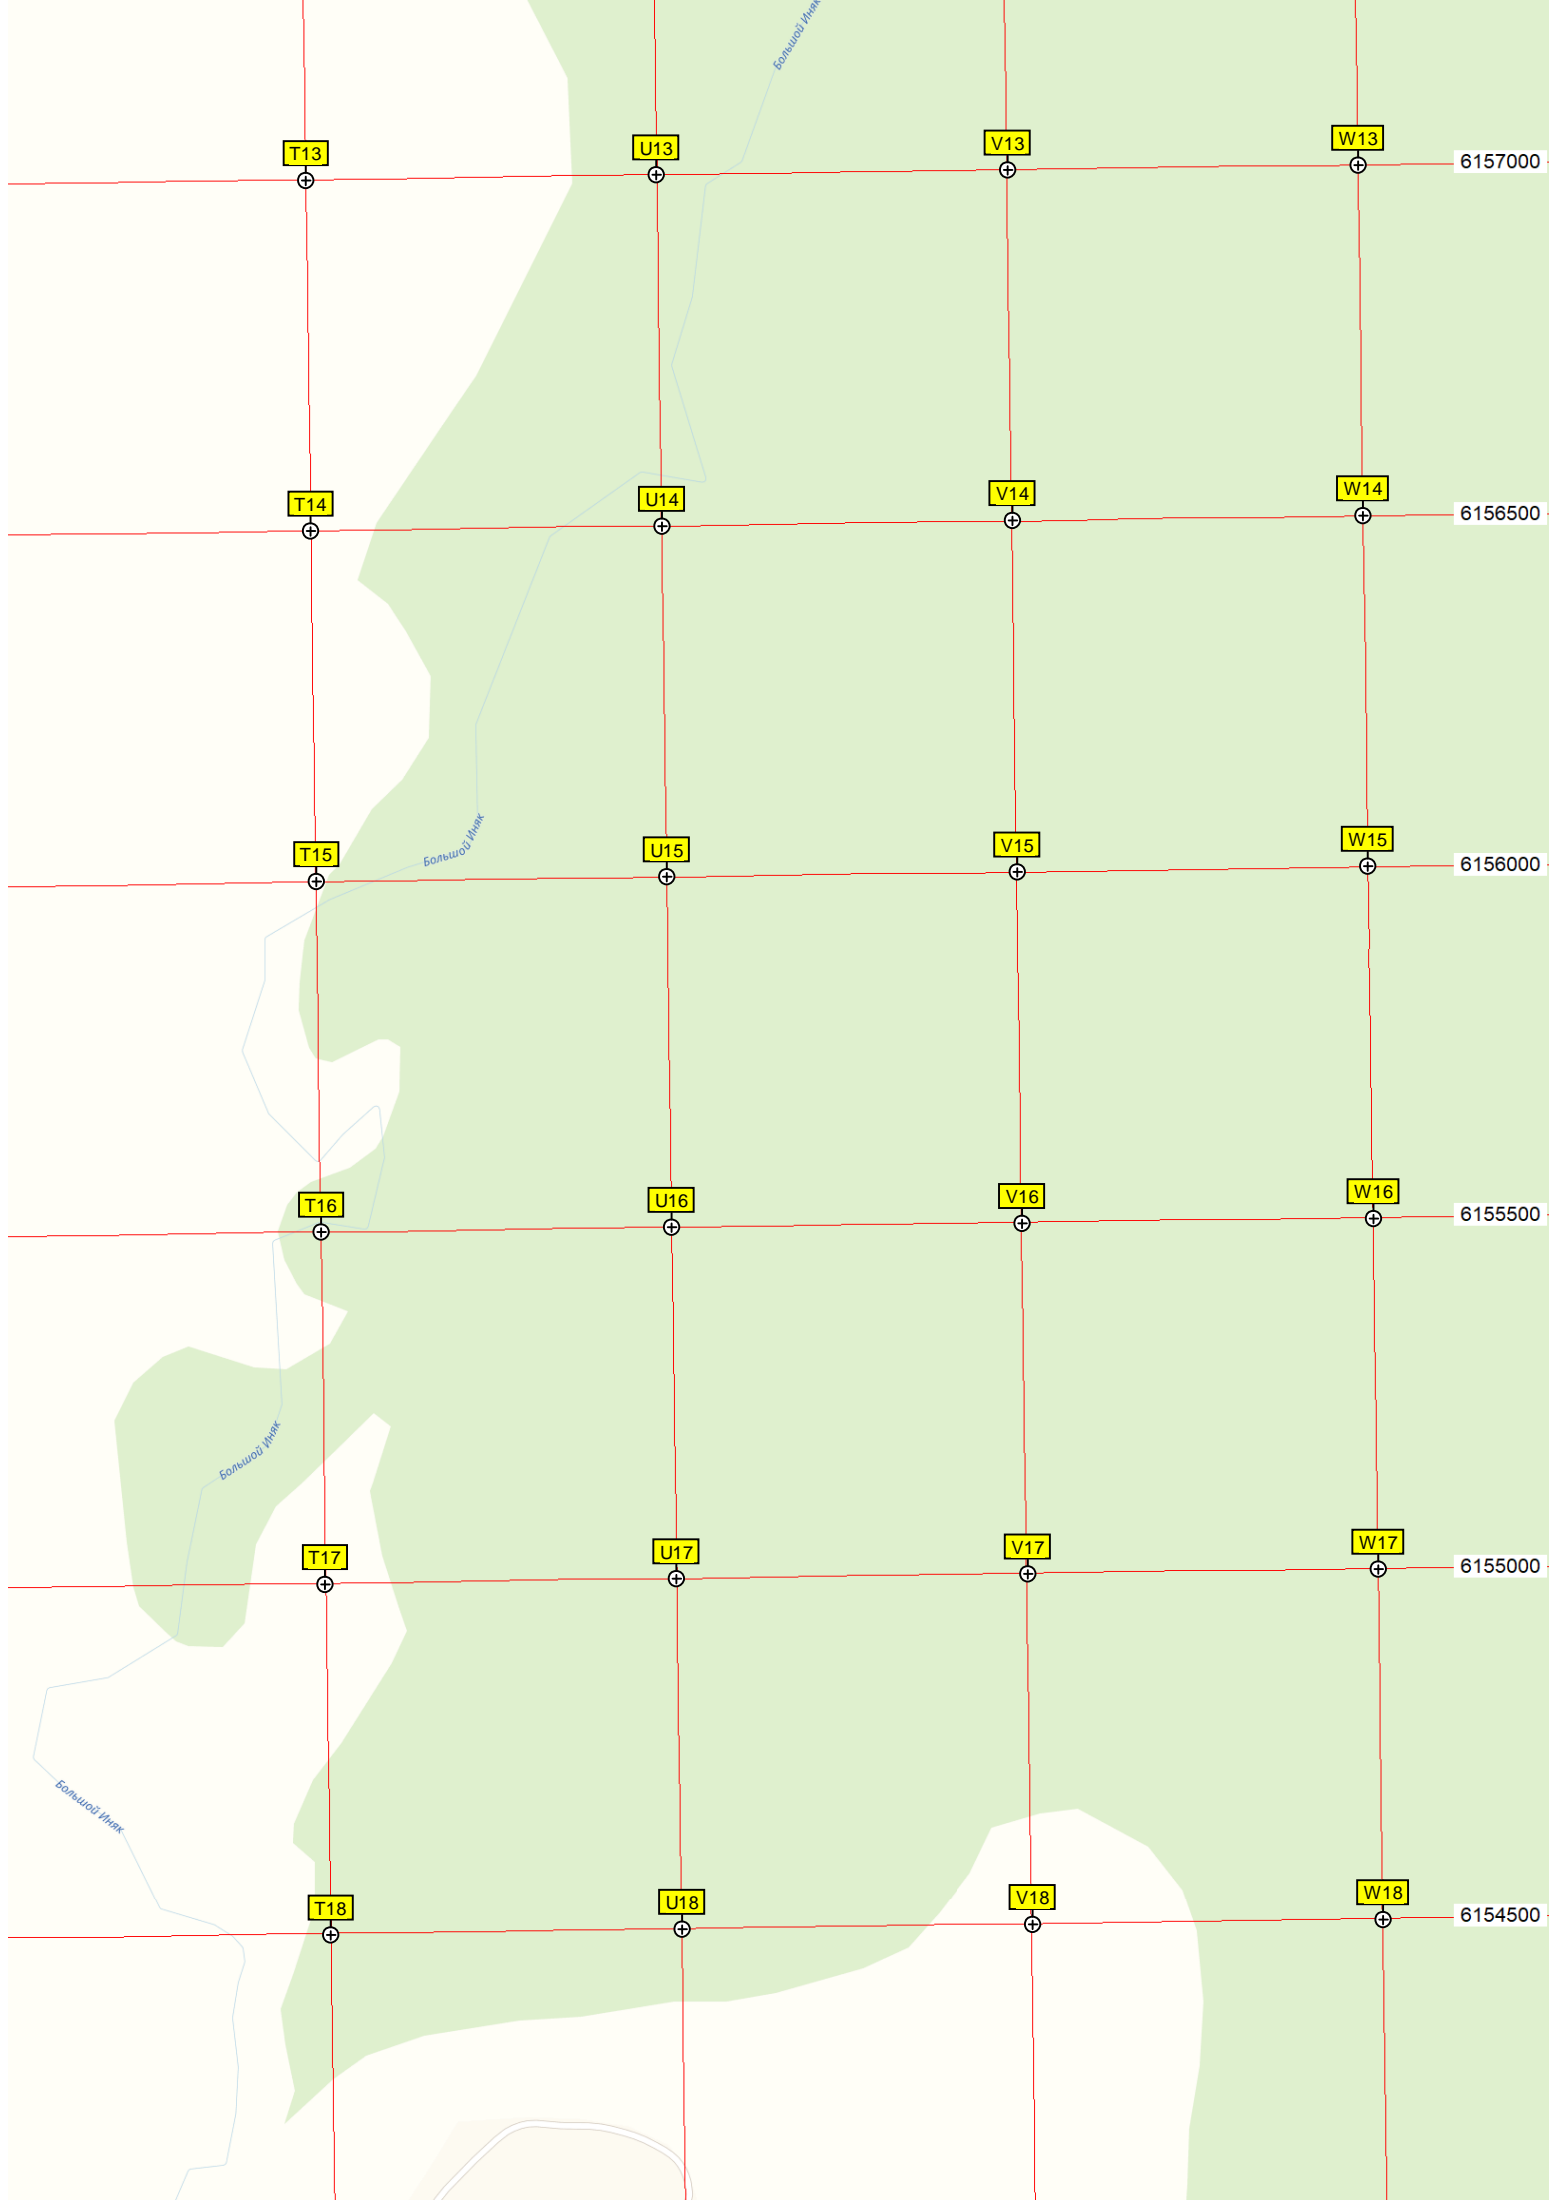 Большой Иняк
T13 U13 V13 W13 6157000
T14 U14 V14 W14 6156500
T15 Большой Иняк U15 V15 W15 6156000
T16 U16 V16 W16 6155500
Большой Иняк
T17 U17 V17 W17 6155000
Большой Иняк
T18 U18 V18 W18 6154500